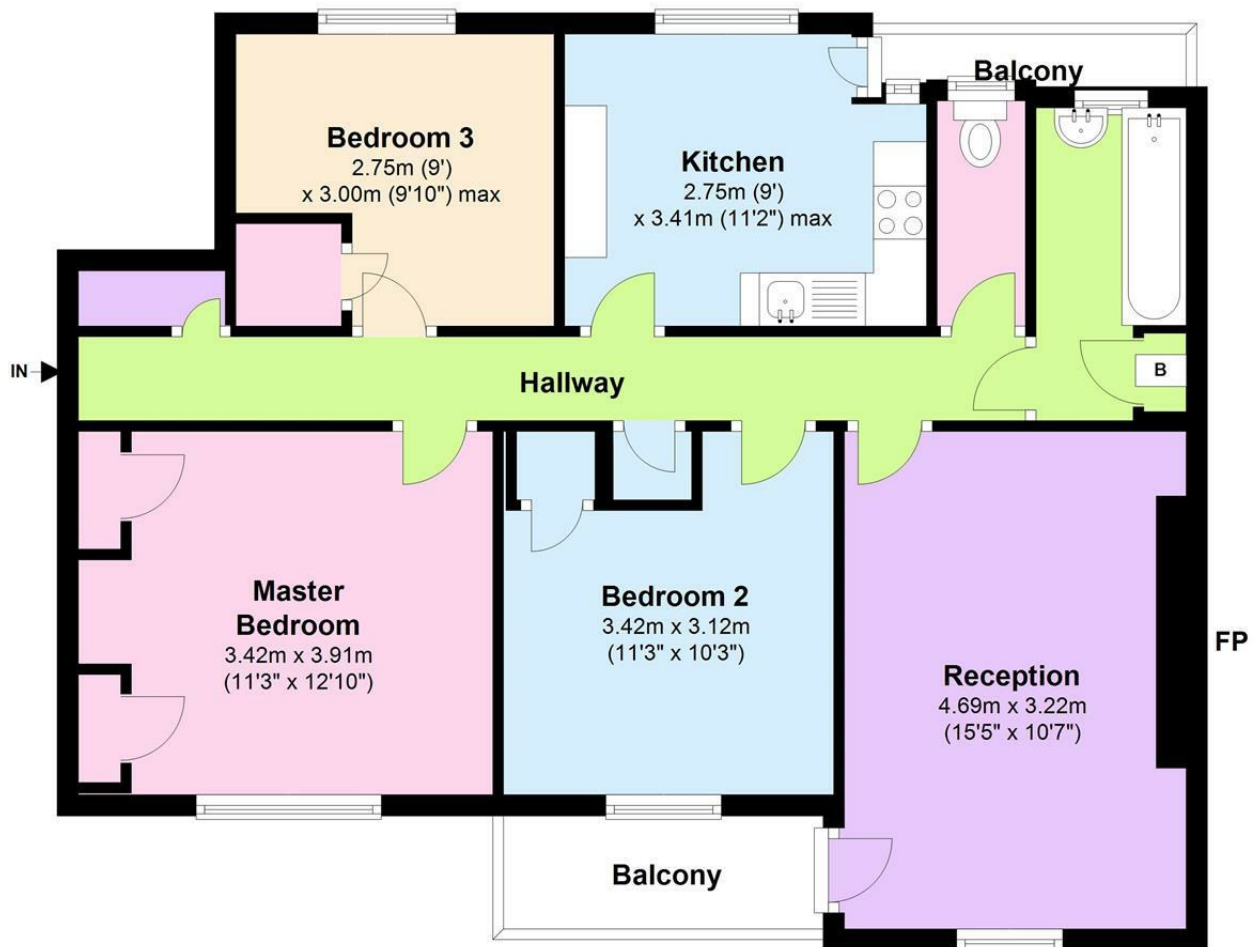 Balcony
Bedroom 3
2.75m (9')
x 3.00m (9'10") max
Kitchen
2.75m (9')
x 3.41m (11'2") max
IN
Hallway
B
Master
Bedroom
3.42m x 3.91m
(11'3" x 12'10")
Bedroom 2
3.42m x 3.12m
(11'3" x 10'3")
Reception
4.69m x 3.22m
(15'5" x 10'7")
FP
Balcony